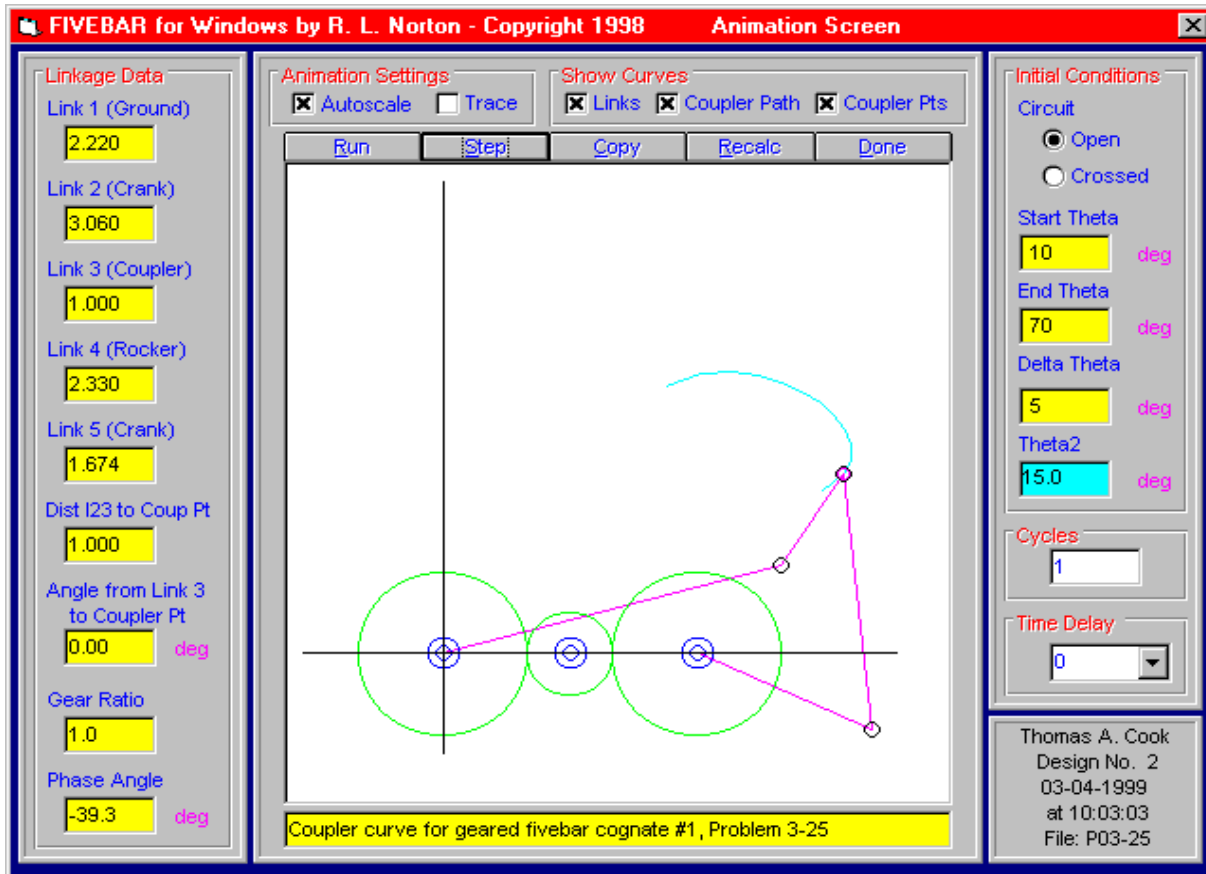 FIVEBAR for Windows by R. L. Norton - Copyright 1998 Animation Screen
Linkage Data
Link 1 (Ground)
2.220
Link 2 (Crank)
3.060
Link 3 (Coupler)
1.000
Link 4 (Rocker)
2.330
Link 5 (Crank)
1.674
Dist I23 to Coup Pt
1.000
Angle from Link 3
to Coupler Pt
0.00 deg
Gear Ratio
1.0
Phase Angle
-39.3 deg
Animation Settings
Autoscale Trace
Show Curves
Links Coupler Path Coupler Pts
Run Step Copy Recalc Done
Coupler curve for geared fivebar cognate #1, Problem 3-25
Initial Conditions
Circuit
Open
Crossed
Start Theta
10 deg
End Theta
70 deg
Delta Theta
5 deg
Theta2
15.0 deg
Cycles
1
Time Delay
0
Thomas A. Cook
Design No. 2
03-04-1999
at 10:03:03
File: P03-25